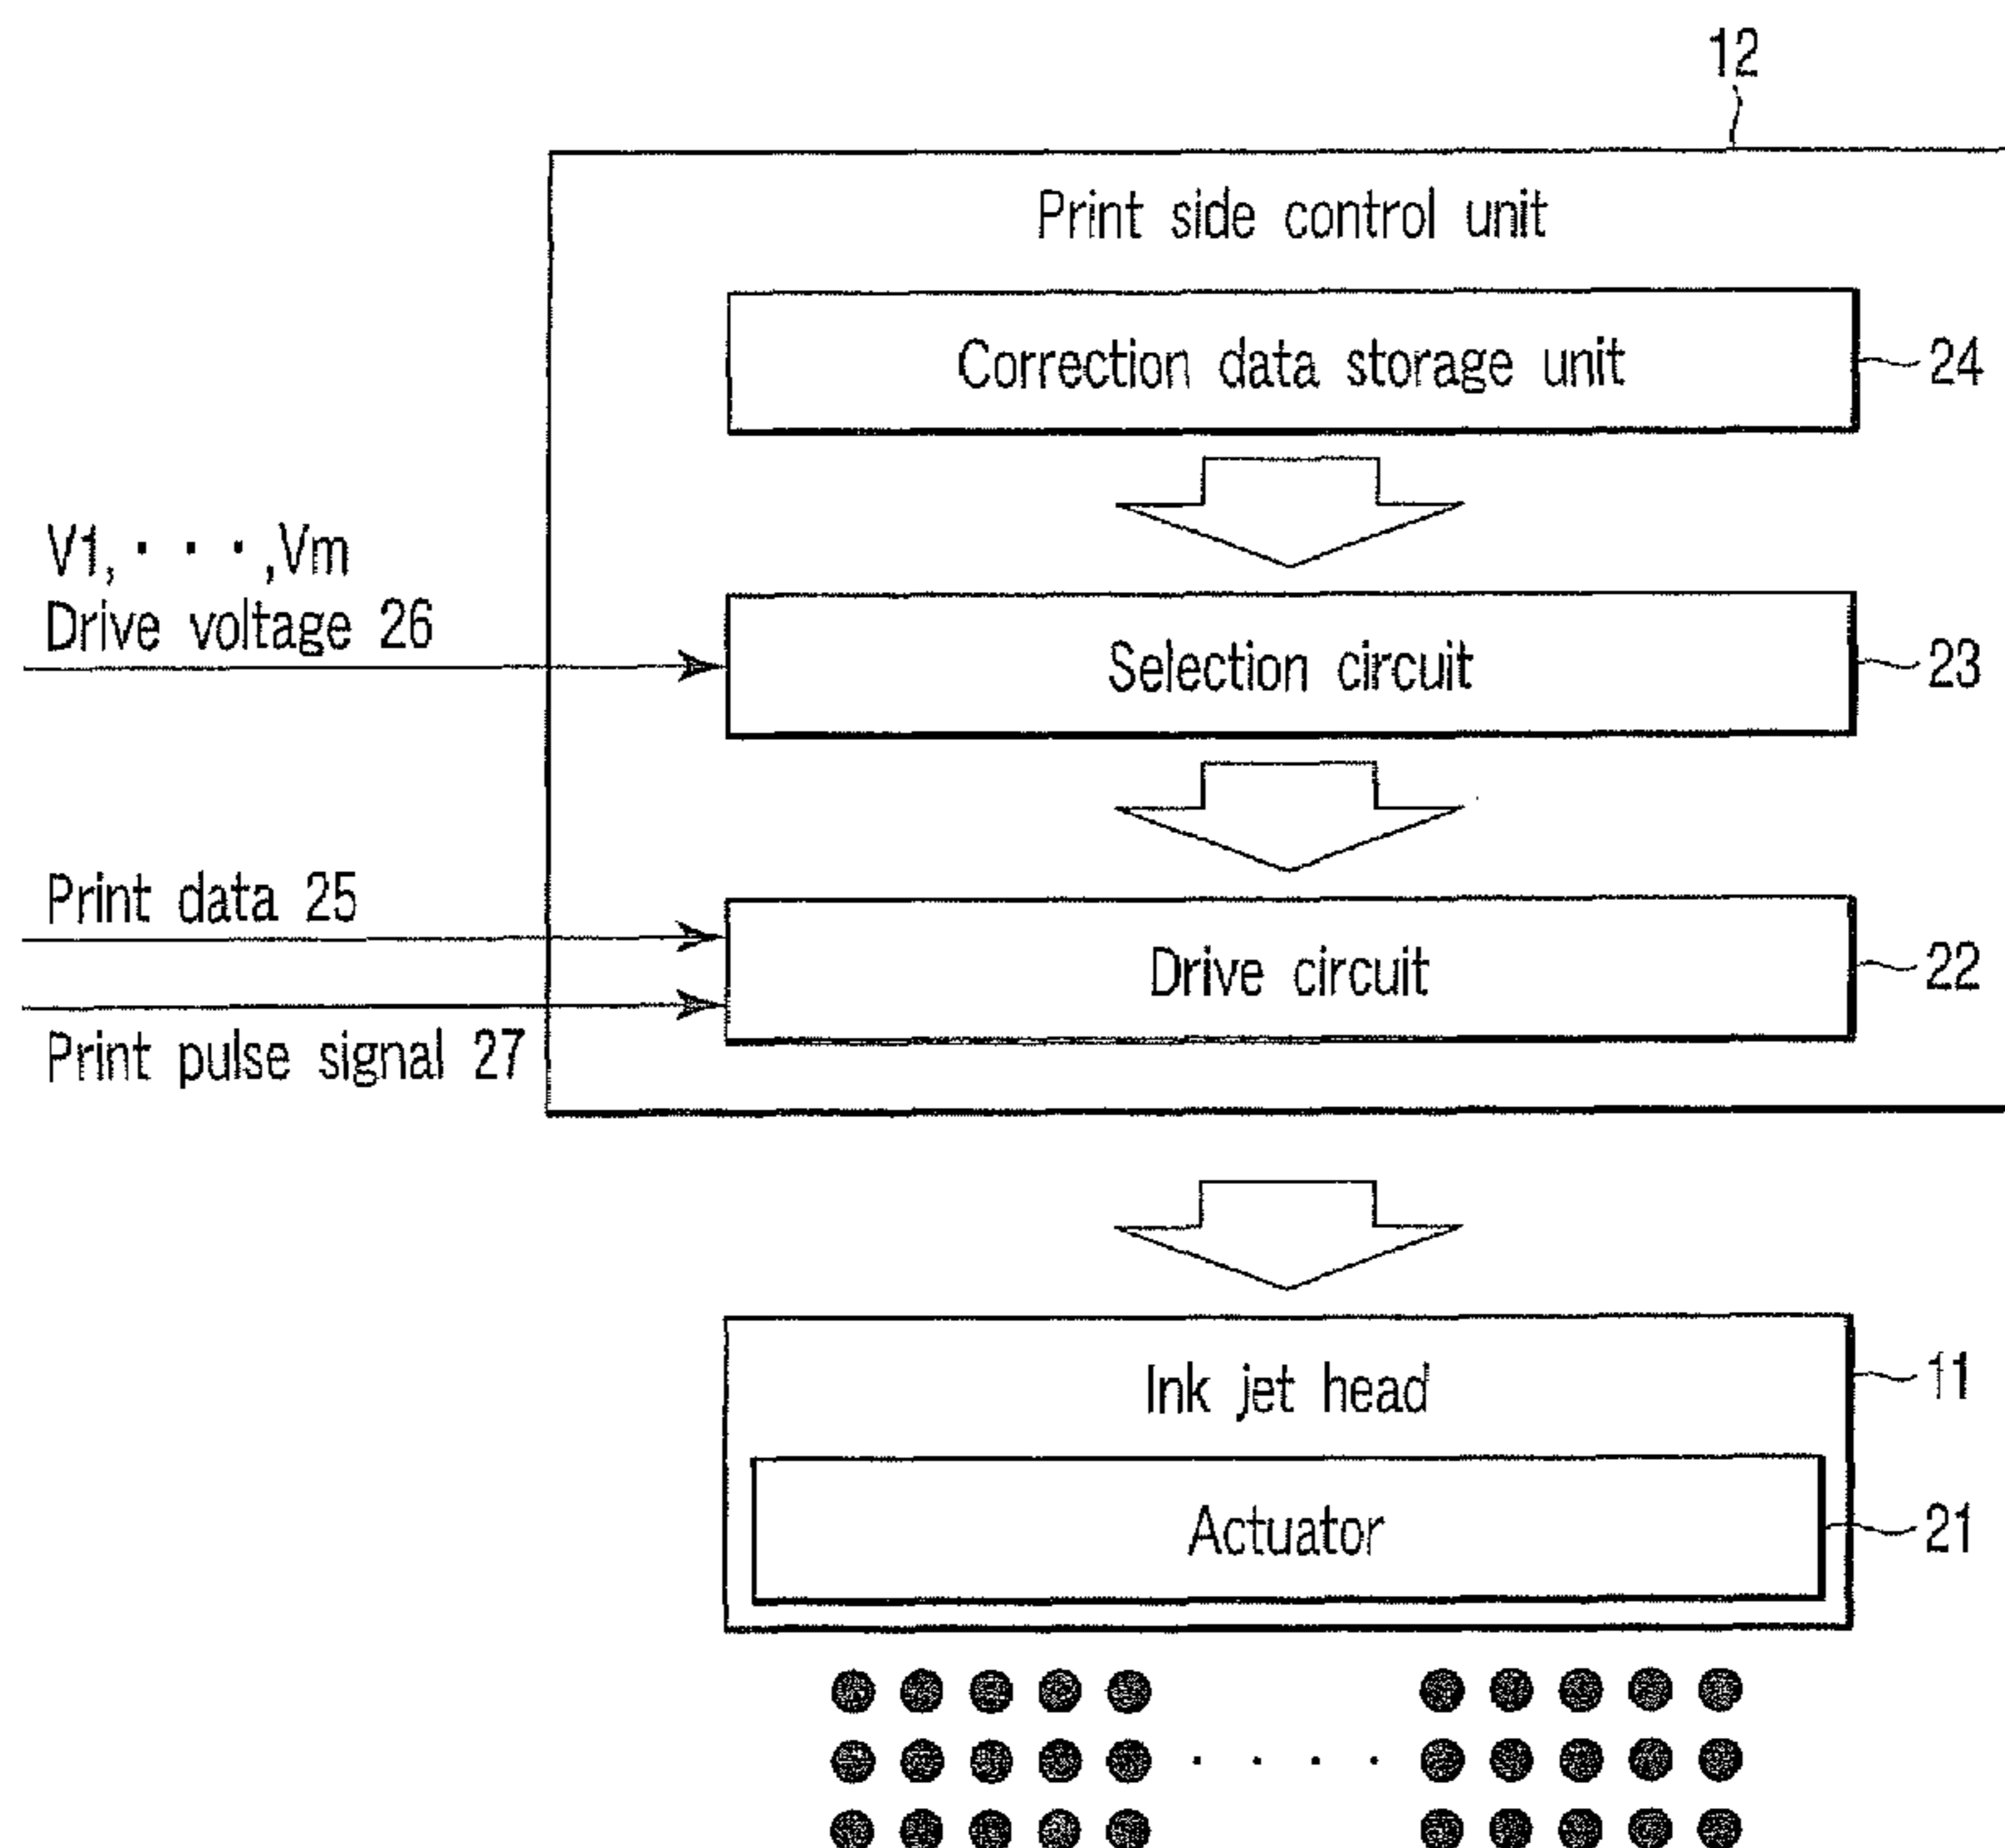 12
Print side control unit
Correction data storage unit
24
V1, · · · ,Vm
Drive voltage 26
Selection circuit
23
Print data 25
Drive circuit
22
Print pulse signal 27
Ink jet head
11
Actuator
21
· · · ·